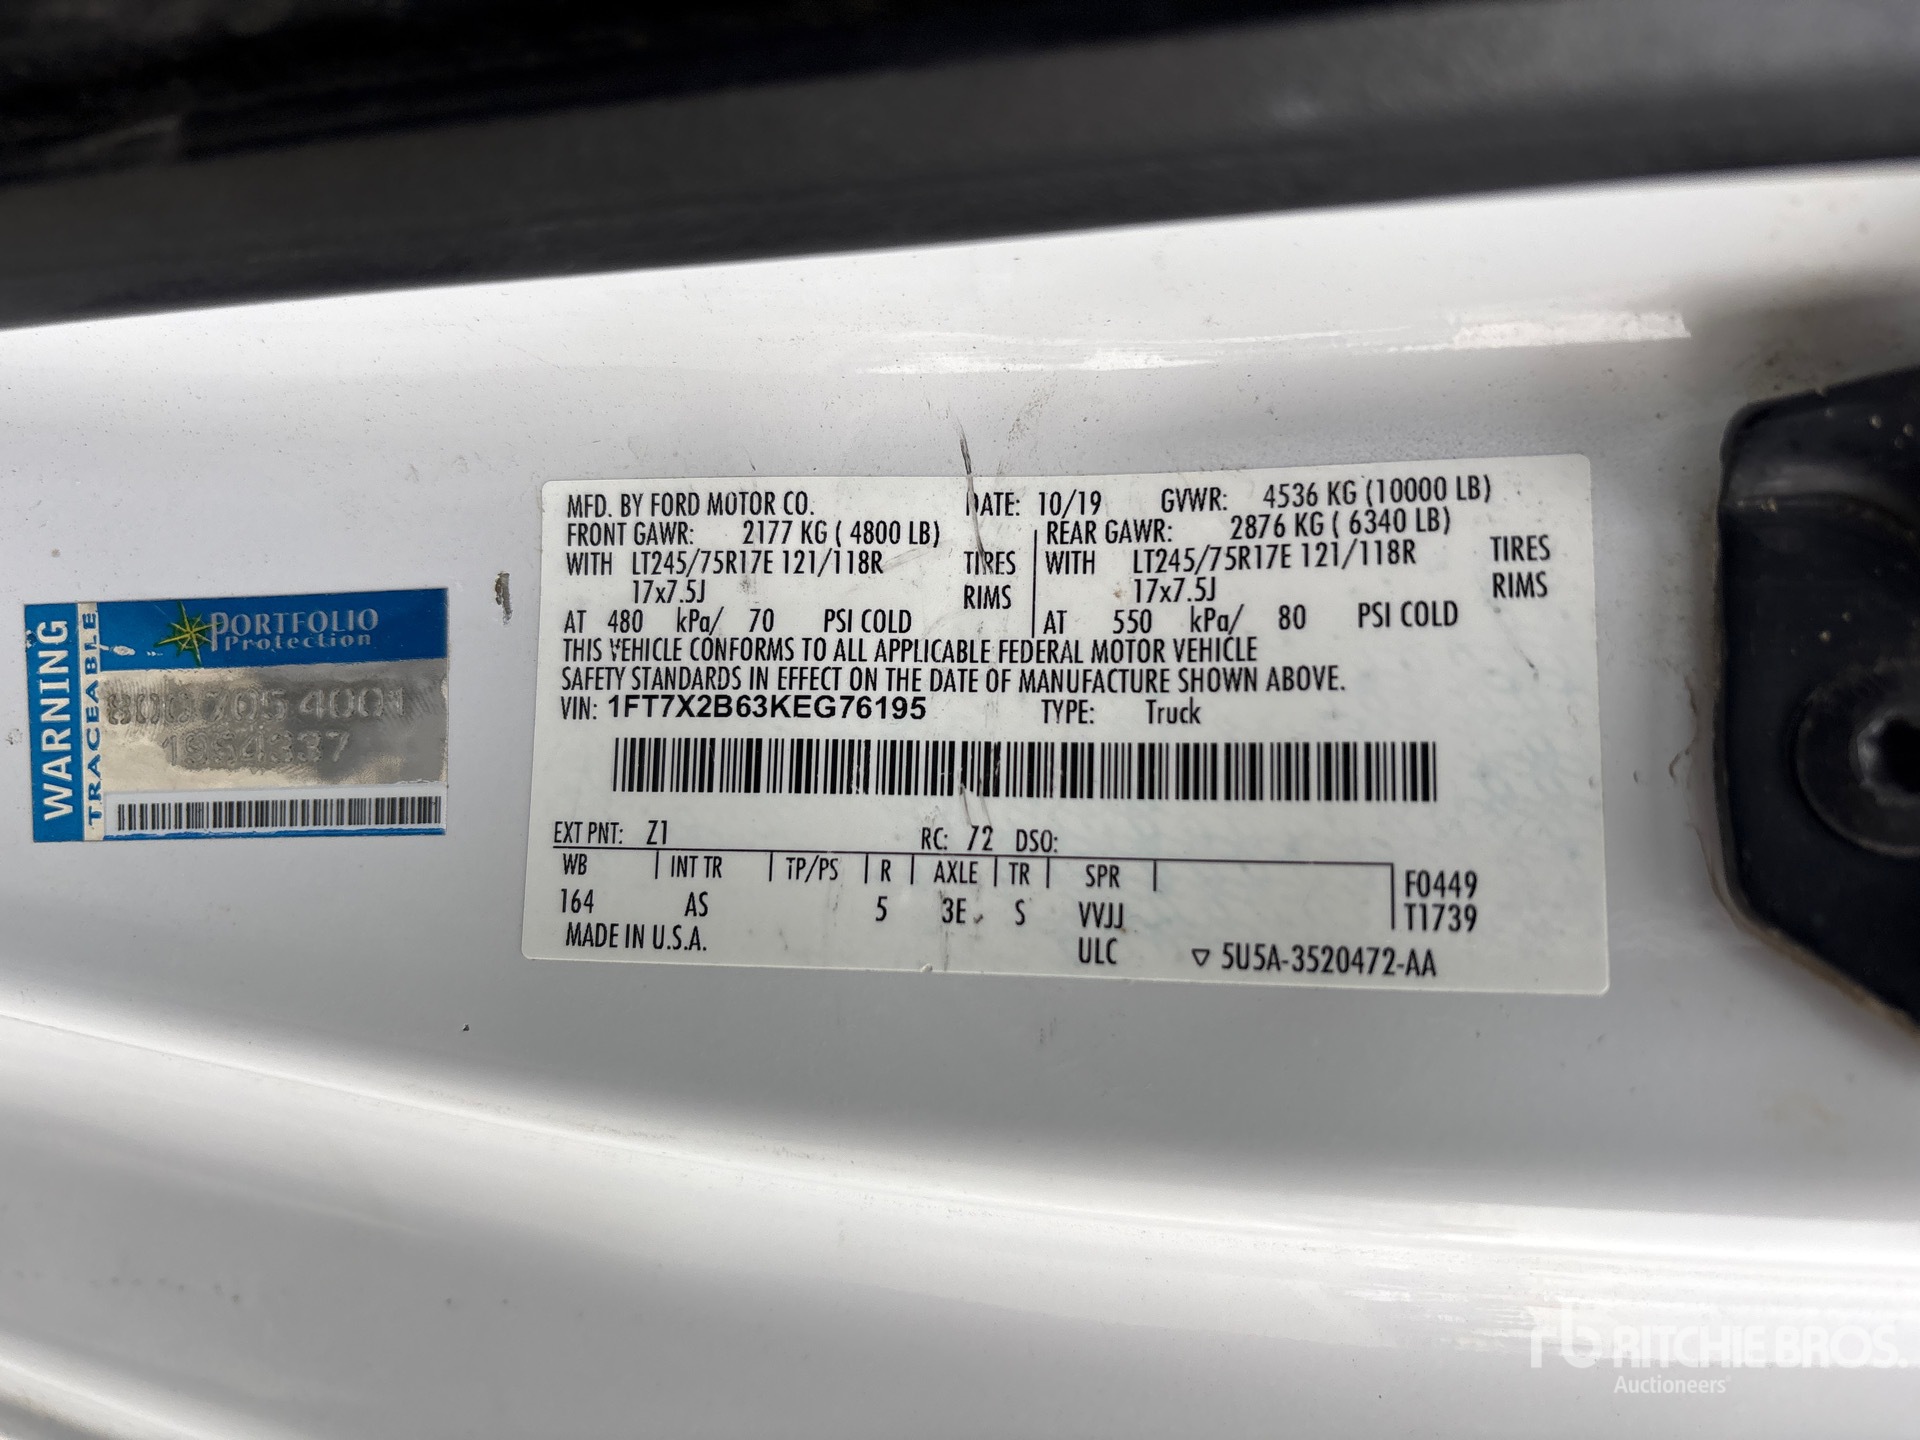 WARNING
TRACEABLE
PORTFOLIO
Protection
1954337
MFD. BY FORD MOTOR CO. DATE: 10/19 GVWR: 4536 KG (10000 LB)
FRONT GAWR: 2177 KG ( 4800 LB) REAR GAWR: 2876 KG ( 6340 LB)
WITH LT245/75R17E 121/118R TIRES WITH LT245/75R17E 121/118R TIRES
17x7.5J RIMS 17x7.5J RIMS
AT 480 kPa/ 70 PSI COLD AT 550 kPa/ 80 PSI COLD
THIS VEHICLE CONFORMS TO ALL APPLICABLE FEDERAL MOTOR VEHICLE
SAFETY STANDARDS IN EFFECT ON THE DATE OF MANUFACTURE SHOWN ABOVE.
VIN: 1FT7X2B63KEG76195 TYPE: Truck
EXT PNT: Z1 RC: 72 DSO:
WB INT TR TP/PS R AXLE TR SPR F0449
164 AS 5 3E S VVJJ T1739
MADE IN U.S.A. ULC ▽ 5U5A-3520472-AA
rb RITCHIE BROS.
Auctioneers